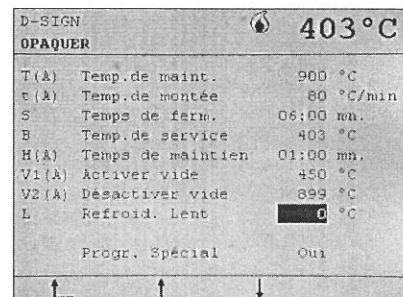 D-SIGN 403°C
OPAQUER
T(A) Temp.de maint. 900 °C
t(A) Temp.de montée 80 °C/min
S Temps de ferm. 06:00 mn.
B Temp.de service 403 °C
H(A) Temps de maintien 01:00 mn.
V1(A) Activer vide 450 °C
V2(A) Désactiver vide 899 °C
L Refroid. Lent 0 °C
Progr. Spécial Oui